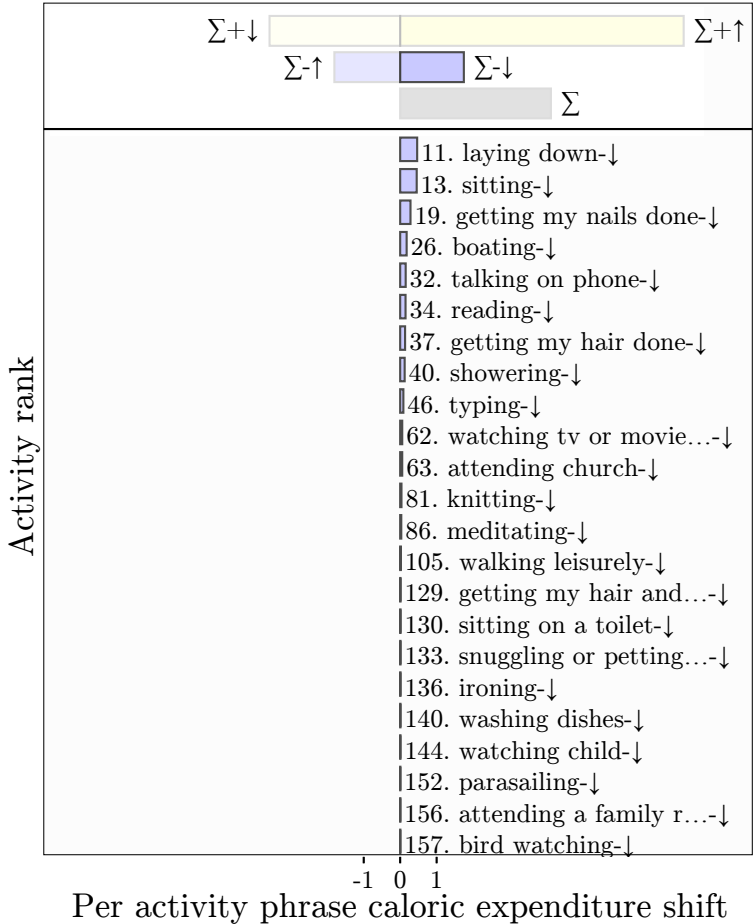 ∑+↓ ∑+↑
∑-↑ ∑-↓
∑
11. laying down-↓
13. sitting-↓
19. getting my nails done-↓
26. boating-↓
32. talking on phone-↓
34. reading-↓
37. getting my hair done-↓
40. showering-↓
46. typing-↓
62. watching tv or movie...-↓
63. attending church-↓
81. knitting-↓
86. meditating-↓
105. walking leisurely-↓
129. getting my hair and...-↓
130. sitting on a toilet-↓
133. snuggling or petting...-↓
136. ironing-↓
140. washing dishes-↓
144. watching child-↓
152. parasailing-↓
156. attending a family r...-↓
157. bird watching-↓
Activity rank
-1 0 1
Per activity phrase caloric expenditure shift